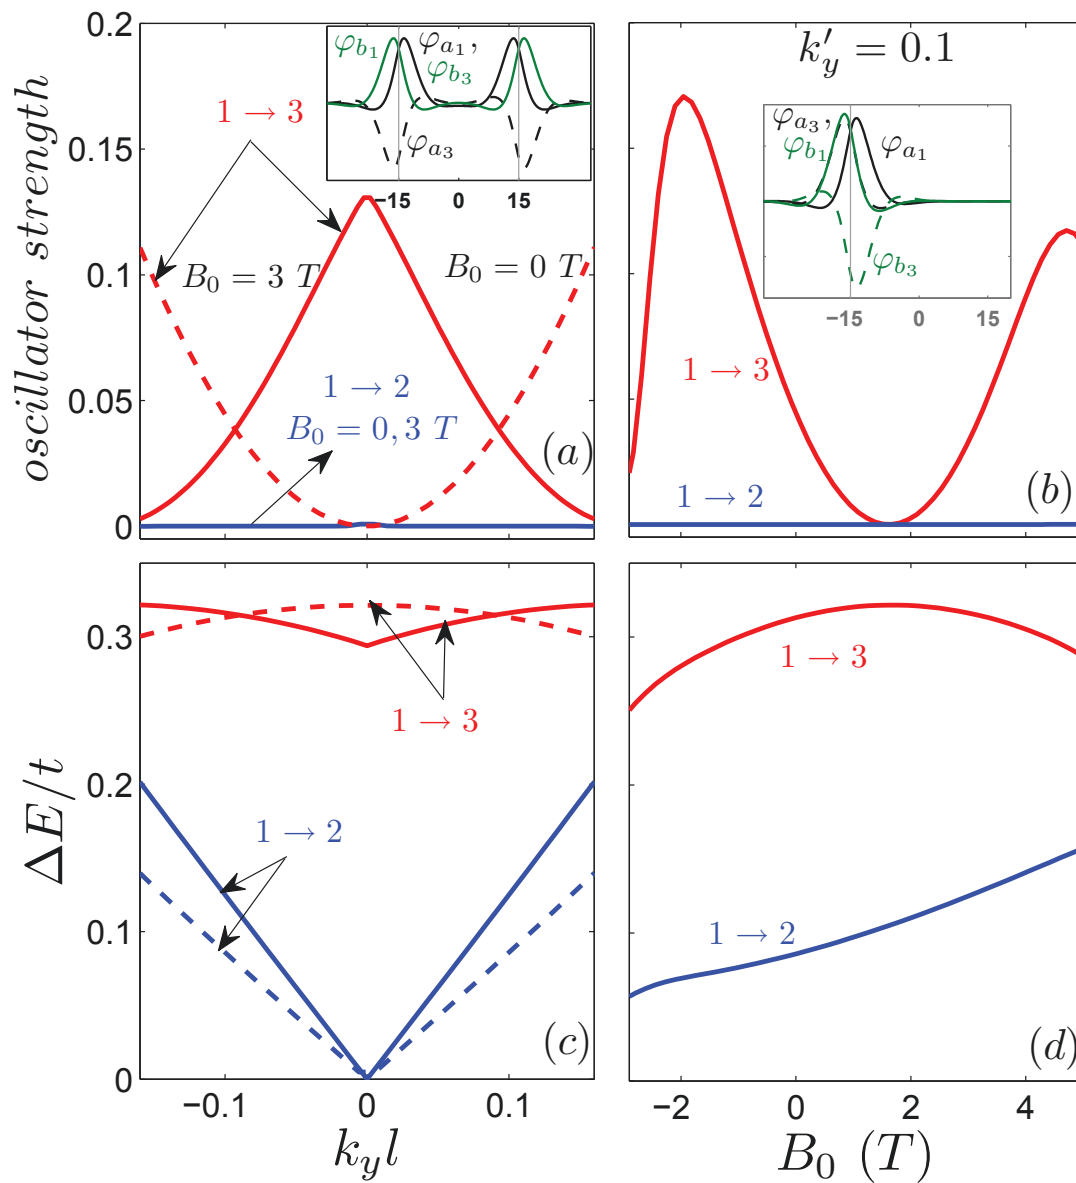 oscillator strength
0.2
0.15
0.1
0.05
0
1 → 3
B₀ = 3 T
B₀ = 0 T
1 → 2
B₀ = 0, 3 T
(a)
φb₁
φa₁,
φb₃
φa₃
−15 0 15
k′y = 0.1
φa₃,
φb₁
φa₁
φb₃
−15 0 15
1 → 3
1 → 2
(b)
ΔE/t
0.3
0.2
0.1
0
1 → 3
1 → 2
(c)
−0.1 0 0.1
kyl
1 → 3
1 → 2
(d)
−2 0 2 4
B₀ (T)